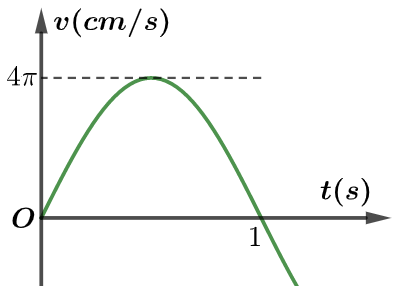 v(cm/s)
4π
t(s)
O
1